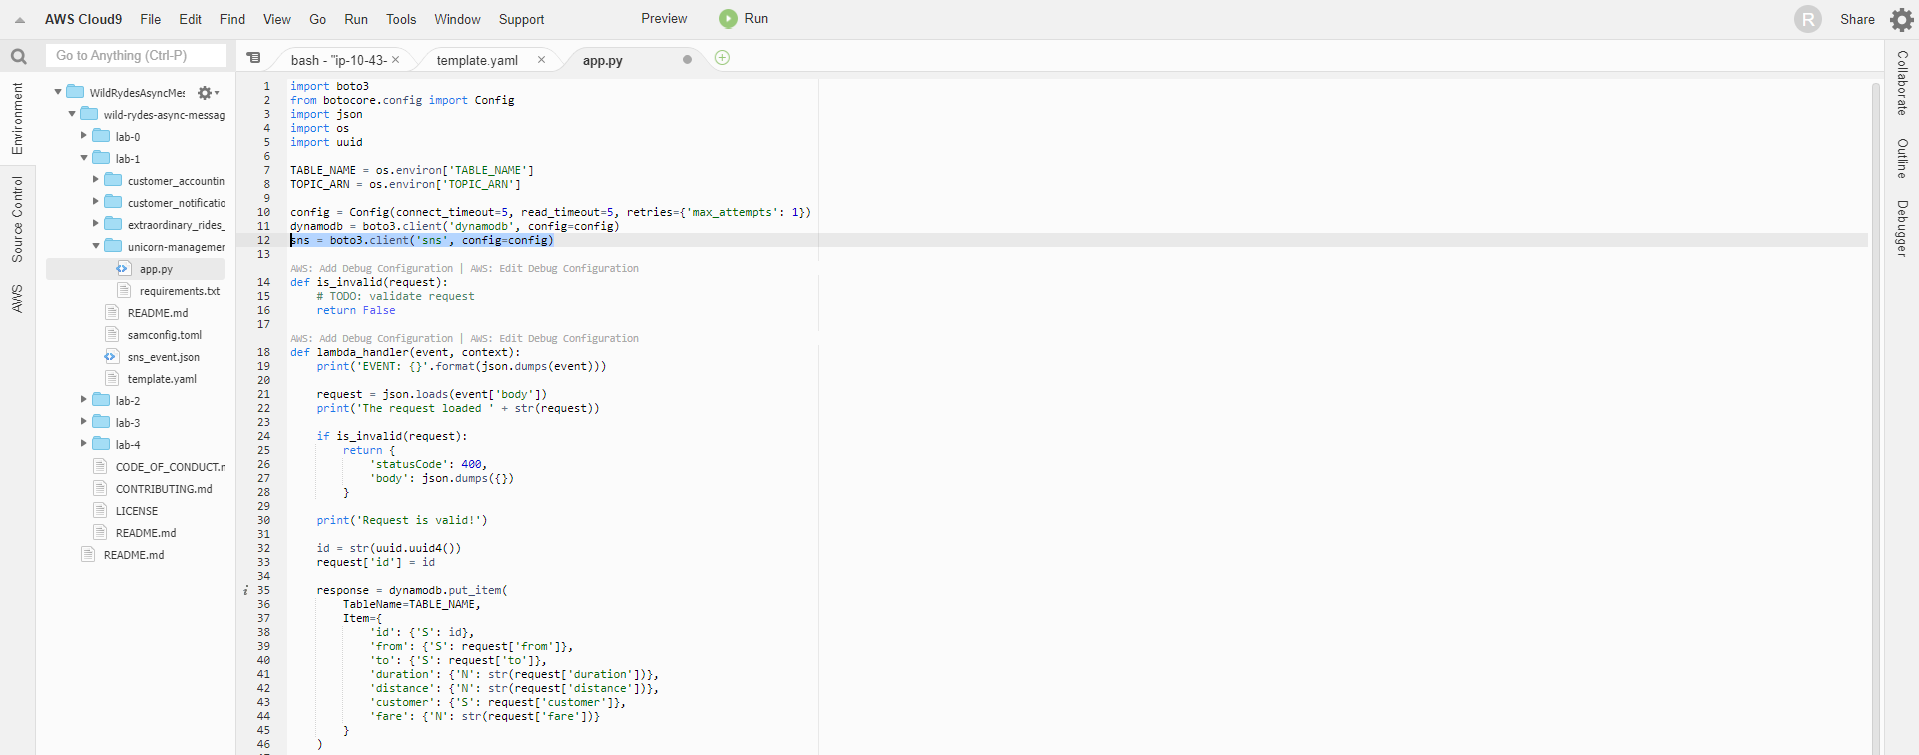 AWS Cloud9 File Edit Find View Go Run Tools Window Support Preview Run R Share
Go to Anything (Ctrl-P)
bash - "ip-10-43- × template.yaml × app.py
Environment
Source Control
AWS
WildRydesAsyncMes
wild-rydes-async-messag
lab-0
lab-1
customer_accountin
customer_notificatio
extraordinary_rides_
unicorn-managemer
app.py
requirements.txt
README.md
samconfig.toml
sns_event.json
template.yaml
lab-2
lab-3
lab-4
CODE_OF_CONDUCT.r
CONTRIBUTING.md
LICENSE
README.md
README.md
1 import boto3
2 from botocore.config import Config
3 import json
4 import os
5 import uuid
6
7 TABLE_NAME = os.environ['TABLE_NAME']
8 TOPIC_ARN = os.environ['TOPIC_ARN']
9
10 config = Config(connect_timeout=5, read_timeout=5, retries={'max_attempts': 1})
11 dynamodb = boto3.client('dynamodb', config=config)
12 sns = boto3.client('sns', config=config)
13
AWS: Add Debug Configuration | AWS: Edit Debug Configuration
14 def is_invalid(request):
15 # TODO: validate request
16 return False
17
AWS: Add Debug Configuration | AWS: Edit Debug Configuration
18 def lambda_handler(event, context):
19 print('EVENT: {}'.format(json.dumps(event)))
20
21 request = json.loads(event['body'])
22 print('The request loaded ' + str(request))
23
24 if is_invalid(request):
25 return {
26 'statusCode': 400,
27 'body': json.dumps({})
28 }
29
30 print('Request is valid!')
31
32 id = str(uuid.uuid4())
33 request['id'] = id
34
i 35 response = dynamodb.put_item(
36 TableName=TABLE_NAME,
37 Item={
38 'id': {'S': id},
39 'from': {'S': request['from']},
40 'to': {'S': request['to']},
41 'duration': {'N': str(request['duration'])},
42 'distance': {'N': str(request['distance'])},
43 'customer': {'S': request['customer']},
44 'fare': {'N': str(request['fare'])}
45 }
46 )
Collaborate
Outline
Debugger